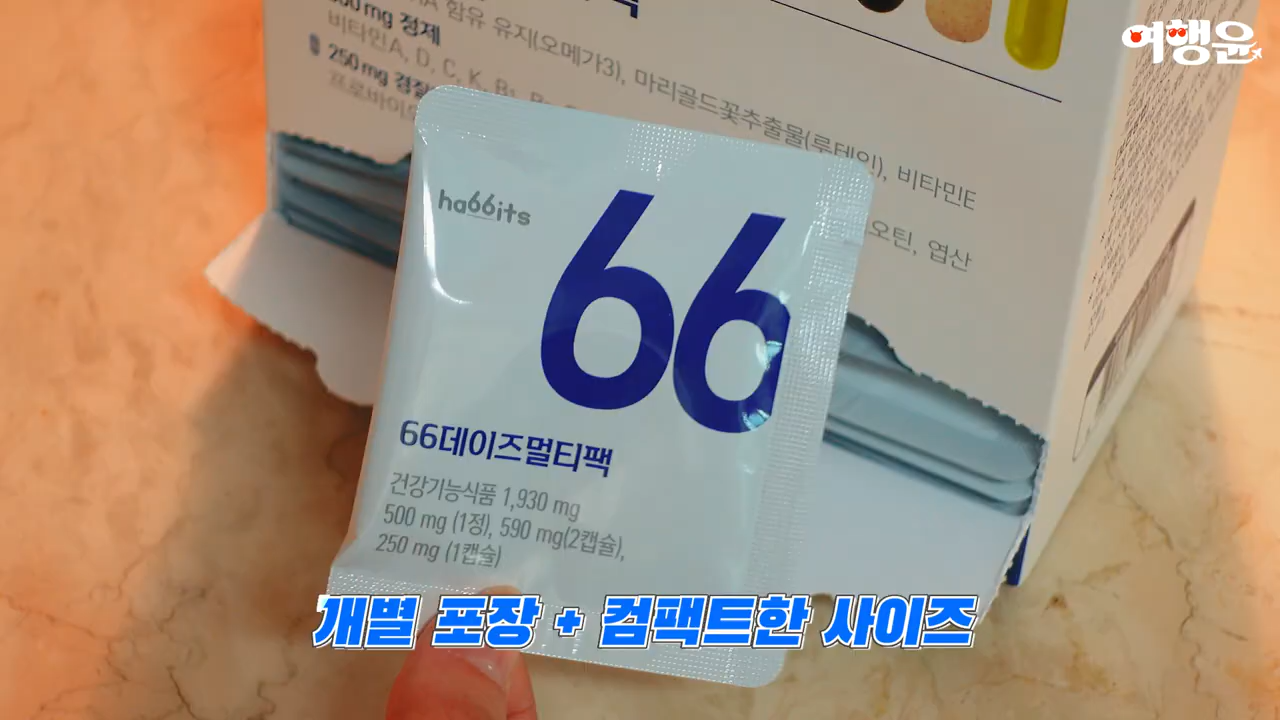 여행윤
함유 유지(오메가3), 마리골드꽃추출물(루테인), 비타민E
mg 정제
비타민A, D, C, K, B₁
오틴, 엽산
250 mg
ha66its
66
66데이즈멀티팩
건강기능식품 1,930 mg
500 mg (1정), 590 mg(2캡슐),
250 mg (1캡슐)
개별 포장 + 컴팩트한 사이즈